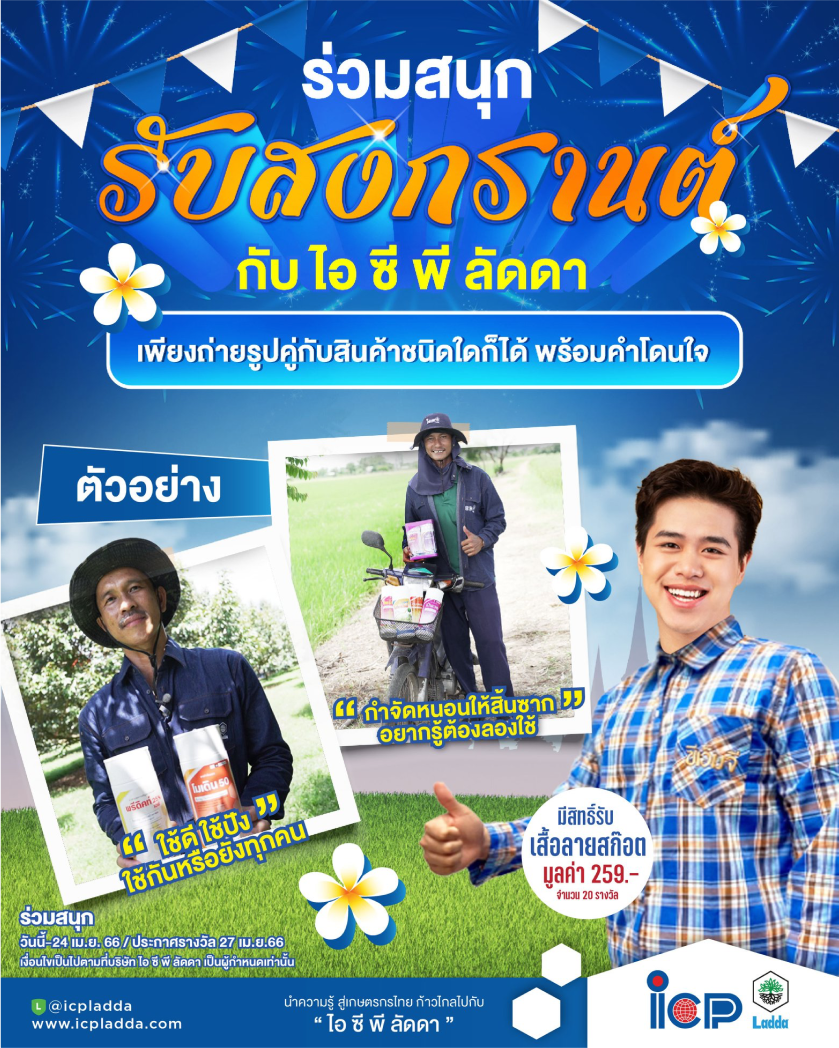 ร่วมสนุก
รับสงกรานต์
กับ ไอ ซี พี ลัดดา
เพียงถ่ายรูปคู่กับสินค้าชนิดใดก็ได้ พร้อมคำโดนใจ
ตัวอย่าง
“ กำจัดหนอนให้สิ้นซาก ”
อยากรู้ต้องลองใช้
พรีดิคท์
โมเดิน 50
“ ใช้ดี ใช้ปัง ”
ใช้กันหรือยังทุกคน
มีสิทธิ์รับ
เสื้อลายสก๊อต
มูลค่า 259.-
จำนวน 20 รางวัล
ร่วมสนุก
วันนี้-24 เม.ย. 66 / ประกาศรางวัล 27 เม.ย.66
เงื่อนไขเป็นไปตามที่บริษัท ไอ ซี พี ลัดดา เป็นผู้กำหนดเท่านั้น
@icpladda
www.icpladda.com
นำความรู้ สู่เกษตรกรไทย ก้าวไกลไปกับ
“ ไอ ซี พี ลัดดา ”
icp
Ladda